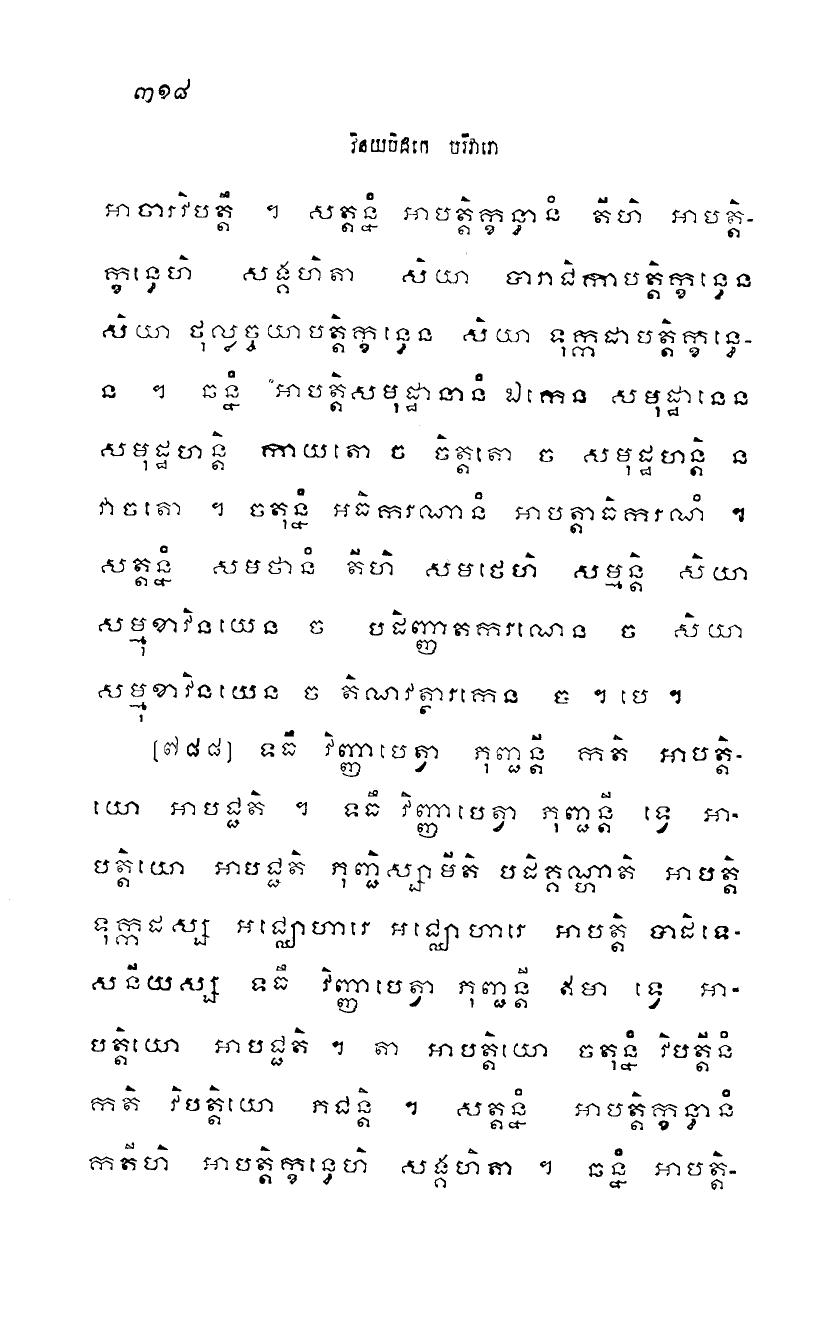 ៣១៨
វិនយបិដកេ បរិវារោ
អាចារវិបត្តឹ ។ សត្តន្នំ អាបត្តិក្ខន្ធានំ តីហិ អាបត្តិ-
ក្ខន្ធេហិ សង្គហិតា សិយា បារាជិកាបត្តិក្ខន្ធេន
សិយា ថុល្លច្ចយាបត្តិក្ខន្ធេន សិយា ទុក្កដាបត្តិក្ខន្ធេ-
ន ។ ឆន្នំ អាបត្តិសមុដ្ឋានានំ ឯកេន សមុដ្ឋានេន
សមុដ្ឋហន្តិ កាយតោ ច ចិត្តតោ ច សមុដ្ឋហន្តិ ន
វាចតោ ។ ចតុន្នំ អធិករណានំ អាបត្តាធិករណំ ។
សត្តន្នំ សមថានំ តីហិ សមថេហិ សម្មន្តិ សិយា
សម្មុខាវិនយេន ច បដិញ្ញាតករណេន ច សិយា
សម្មុខាវិនយេន ច តិណវត្ថារកេន ច ។ បេ ។
[៧៨៨] ទធឹ វិញ្ញាបេត្វា ភុញ្ជន្តី កតិ អាបត្តិ-
យោ អាបជ្ជតិ ។ ទធឹ វិញ្ញាបេត្វា ភុញ្ជន្តី ទ្វេ អា-
បត្តិយោ អាបជ្ជតិ ភុញ្ជិស្សាមីតិ បដិគ្គណ្ហាតិ អាបត្តិ
ទុក្កដស្ស អជ្ឈោហារេ អជ្ឈោហារេ អាបត្តិ បាដិទេ-
សនីយស្ស ទធឹ វិញ្ញាបេត្វា ភុញ្ជន្តី ឥមា ទ្វេ អា-
បត្តិយោ អាបជ្ជតិ ។ តា អាបត្តិយោ ចតុន្នំ វិបត្តីនំ
កតិ វិបត្តិយោ ភជន្តិ ។ សត្តន្នំ អាបត្តិក្ខន្ធានំ
កតីហិ អាបត្តិក្ខន្ធេហិ សង្គហិតា ។ ឆន្នំ អាបត្តិ-